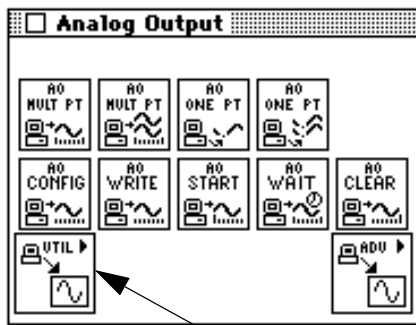 Analog Output
AO
MULT PT
AO
MULT PT
AO
ONE PT
AO
ONE PT
AO
CONFIG
AO
WRITE
AO
START
AO
WAIT
AO
CLEAR
UTIL
ADV